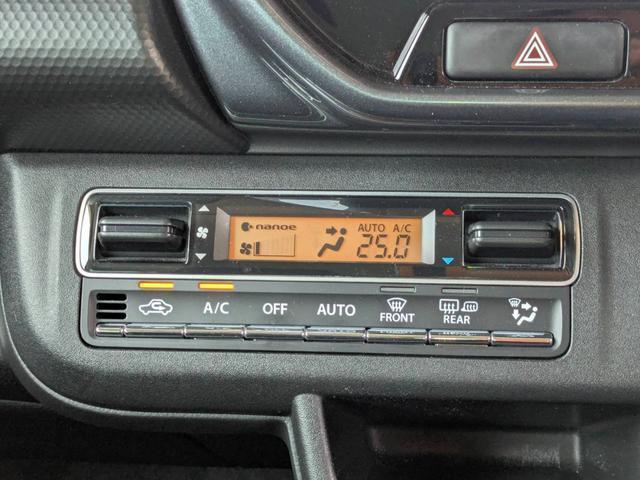 nanoe AUTO A/C
25.0
A/C OFF AUTO FRONT REAR